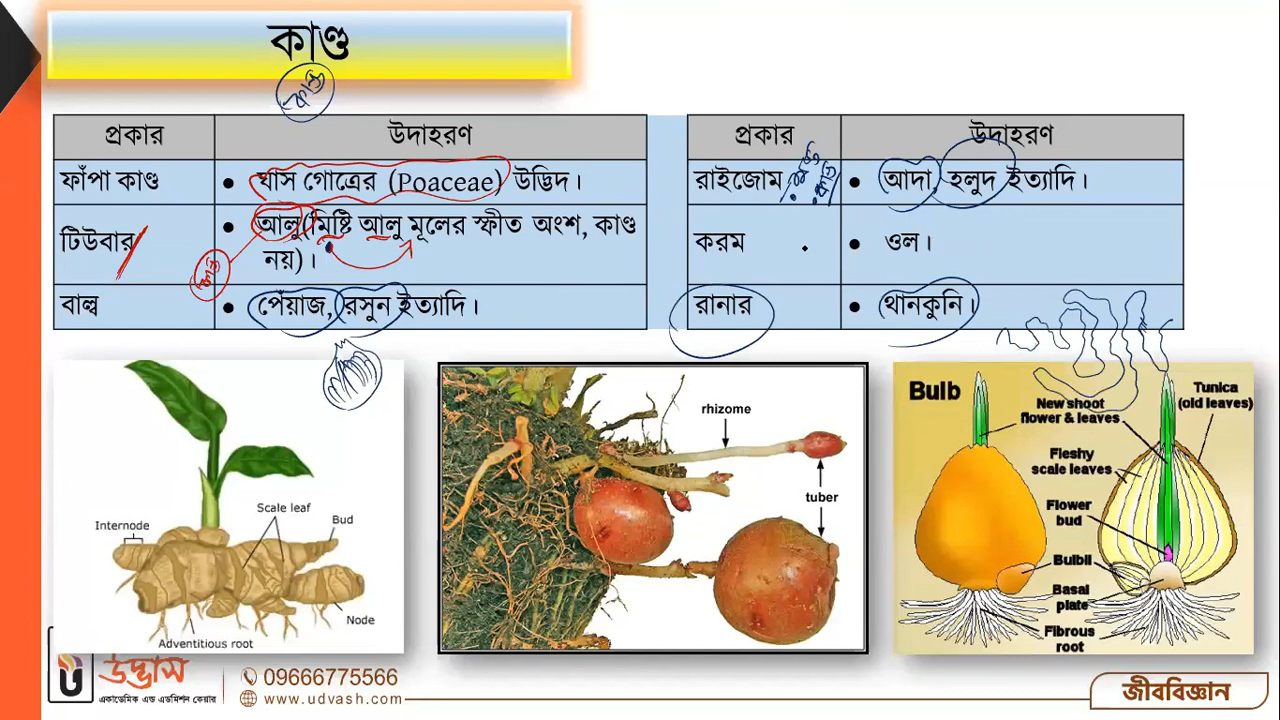 কাণ্ড
কান্ড
প্রকার
উদাহরণ
ফাঁপা কাণ্ড
• ঘাস গোত্রের (Poaceae) উদ্ভিদ।
টিউবার
• আলু (মিষ্টি আলু মূলের স্ফীত অংশ, কাণ্ড
নয়)।
কান্ড
বাল্ব
• পেঁয়াজ, রসুন ইত্যাদি।
প্রকার
উদাহরণ
রাইজোম
• আদা, হলুদ ইত্যাদি।
করম
• ওল।
রানার
• থানকুনি।
Internode
Scale leaf
Bud
Node
Adventitious root
rhizome
tuber
Bulb
New shoot
flower & leaves
Tunica
(old leaves)
Fleshy
scale leaves
Flower
bud
Bulbil
Basal
plate
Fibrous
root
উদ্ভাস
একাডেমিক এন্ড এডমিশন কেয়ার
09666775566
www.udvash.com
জীববিজ্ঞান